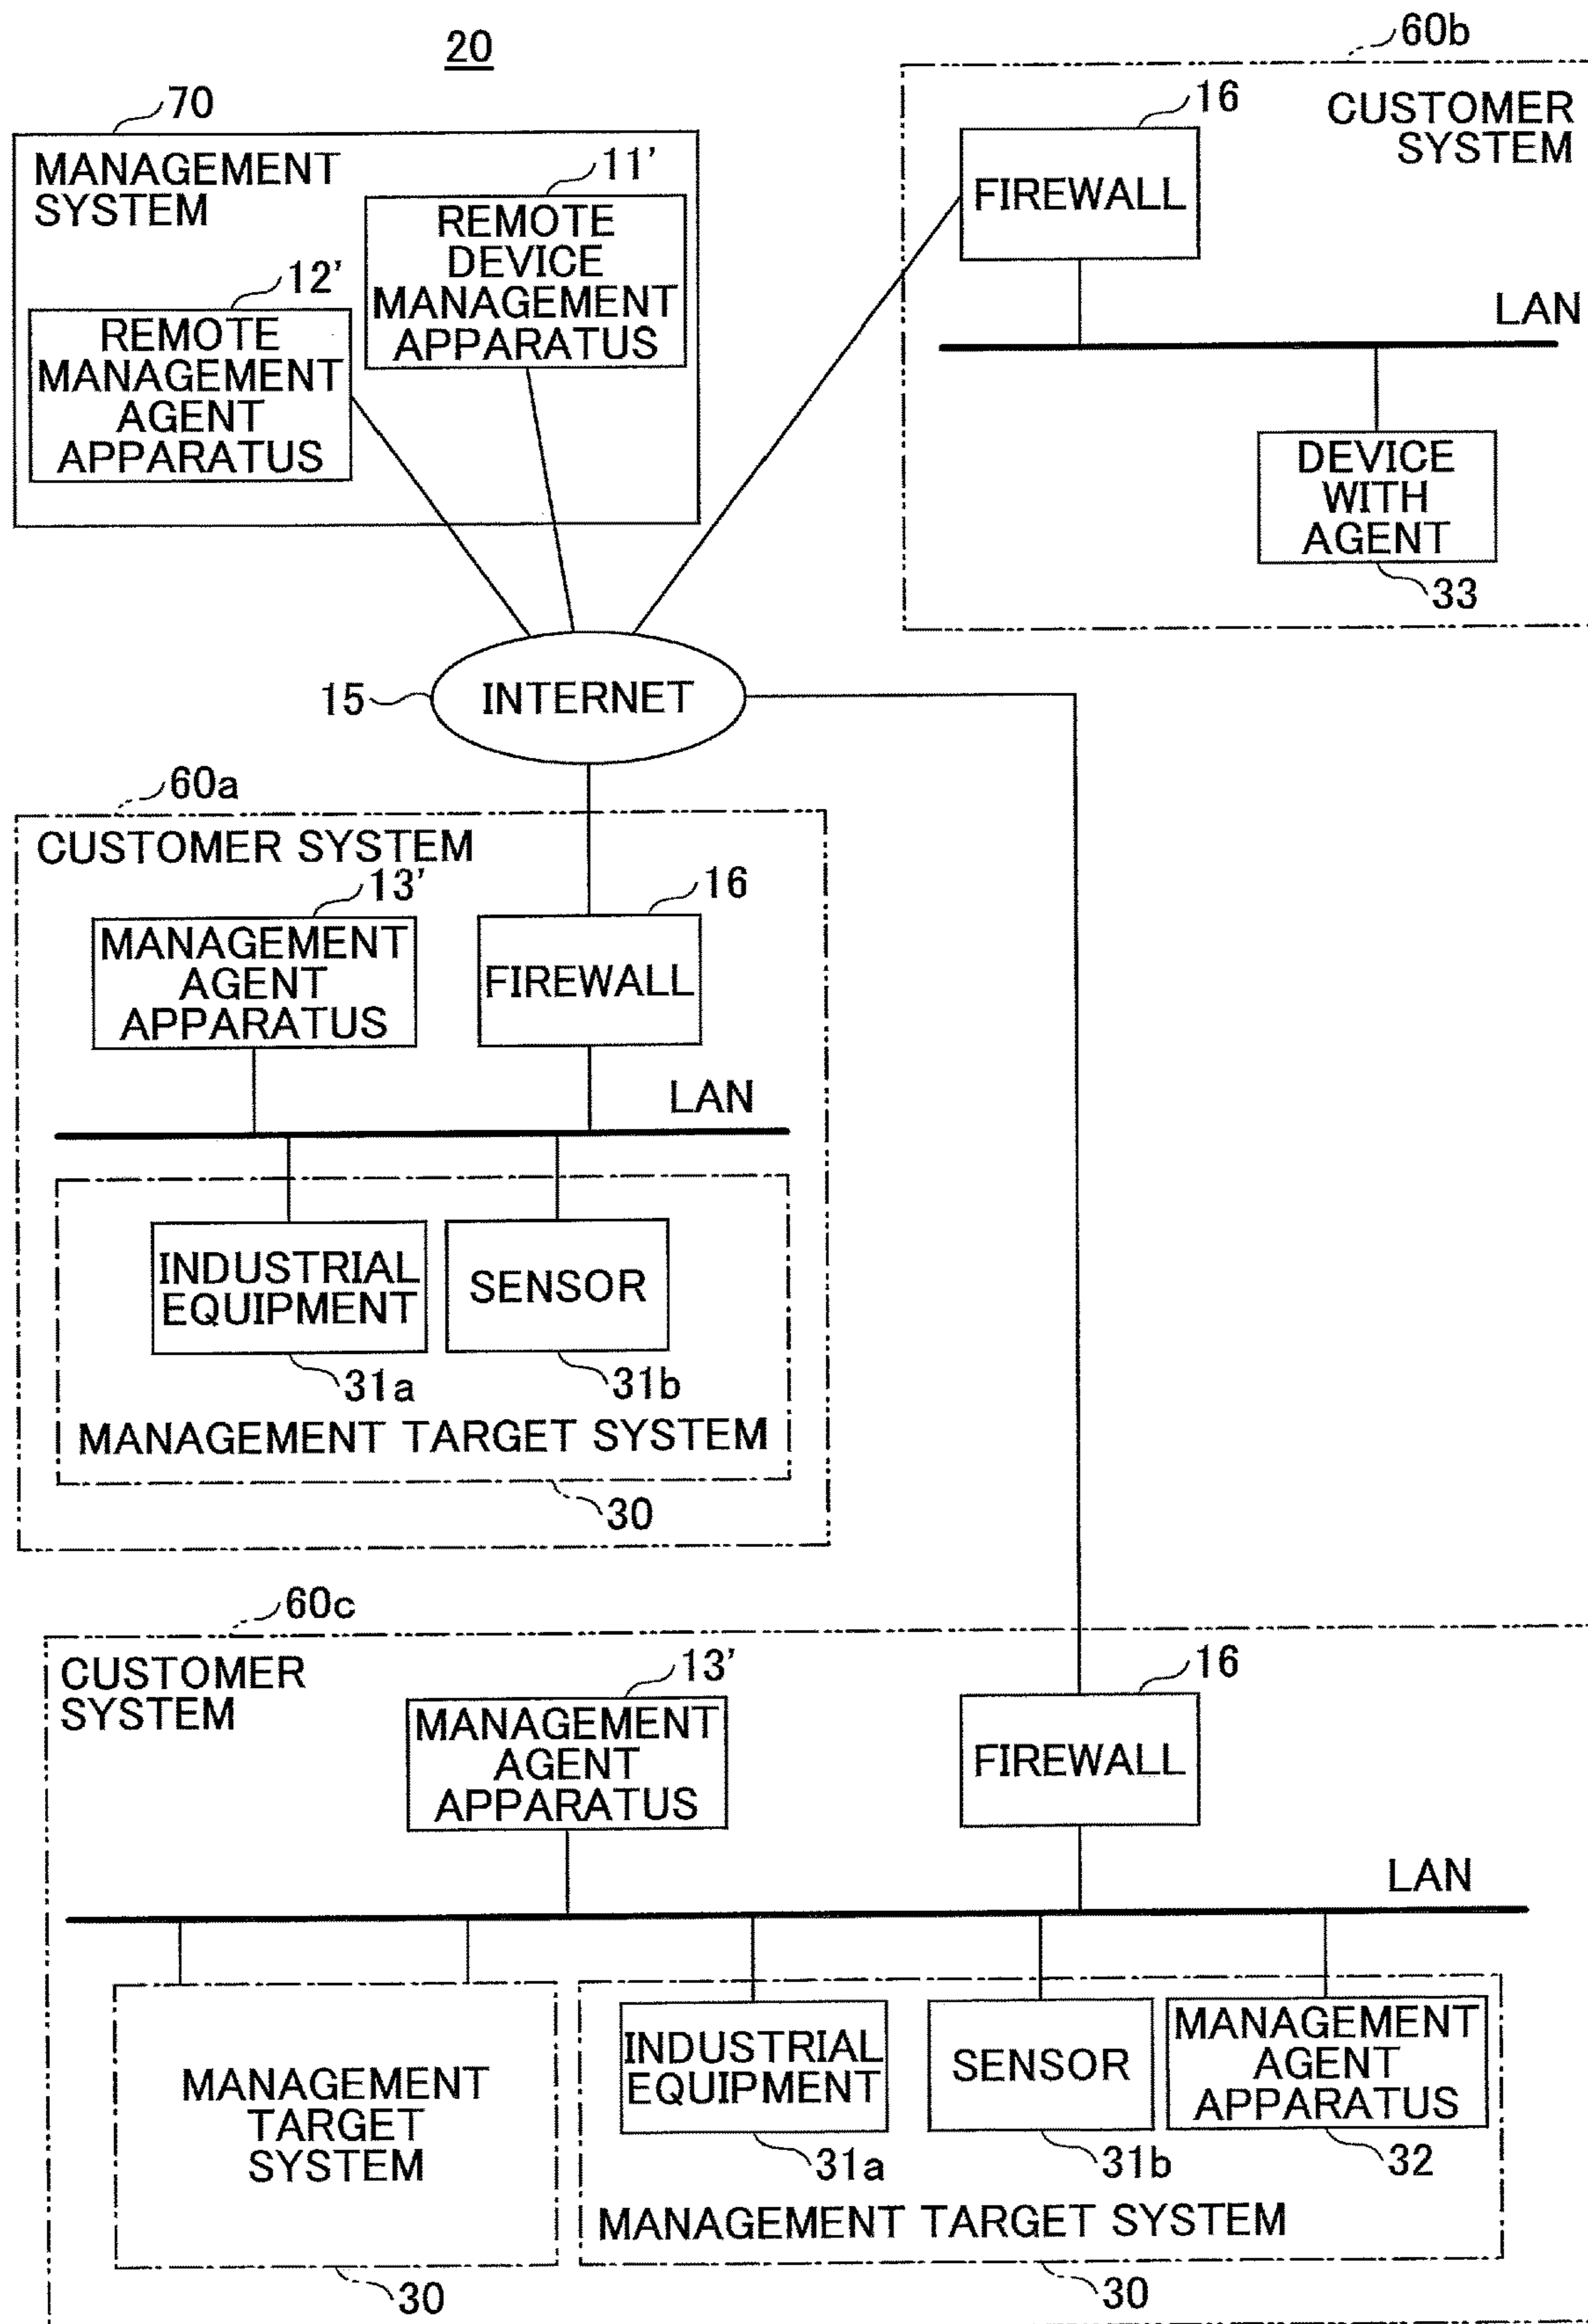 20
70
MANAGEMENT
SYSTEM
11'
REMOTE
DEVICE
MANAGEMENT
APPARATUS
12'
REMOTE
MANAGEMENT
AGENT
APPARATUS
60b
16
CUSTOMER
SYSTEM
FIREWALL
LAN
DEVICE
WITH
AGENT
33
15
INTERNET
60a
CUSTOMER SYSTEM
13'
MANAGEMENT
AGENT
APPARATUS
16
FIREWALL
LAN
INDUSTRIAL
EQUIPMENT
SENSOR
31a
31b
MANAGEMENT TARGET SYSTEM
30
60c
CUSTOMER
SYSTEM
13'
MANAGEMENT
AGENT
APPARATUS
16
FIREWALL
LAN
MANAGEMENT
TARGET
SYSTEM
30
INDUSTRIAL
EQUIPMENT
SENSOR
MANAGEMENT
AGENT
APPARATUS
31a
31b
32
MANAGEMENT TARGET SYSTEM
30